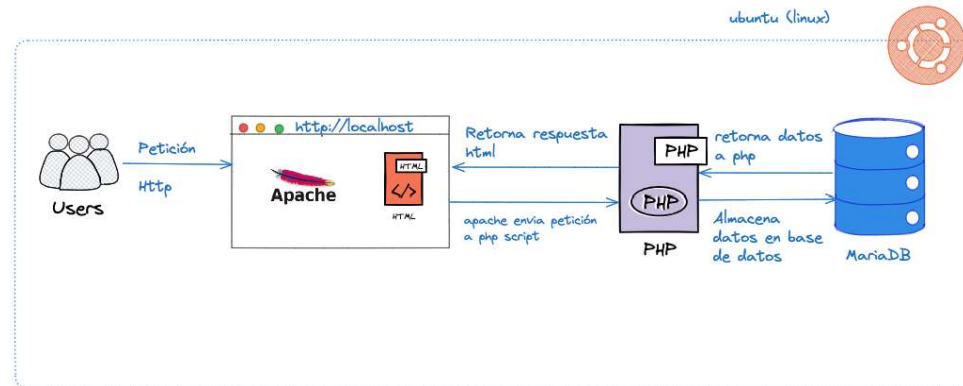 ubuntu (linux)
http://localhost
Petición
Http
Users
Apache
HTML
</>
HTML
Retorna respuesta
html
apache envia petición
a php script
PHP
PHP
PHP
retorna datos
a php
Almacena
datos en base
de datos
MariaDB